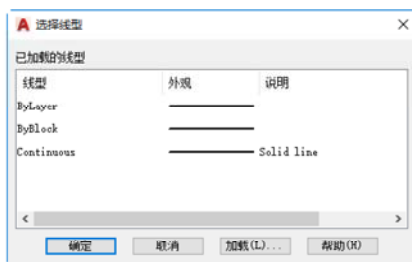 A 选择线型
已加载的线型
线型 外观 说明
ByLayer
ByBlock
Continuous Solid line
确定 取消 加载(L)... 帮助(H)